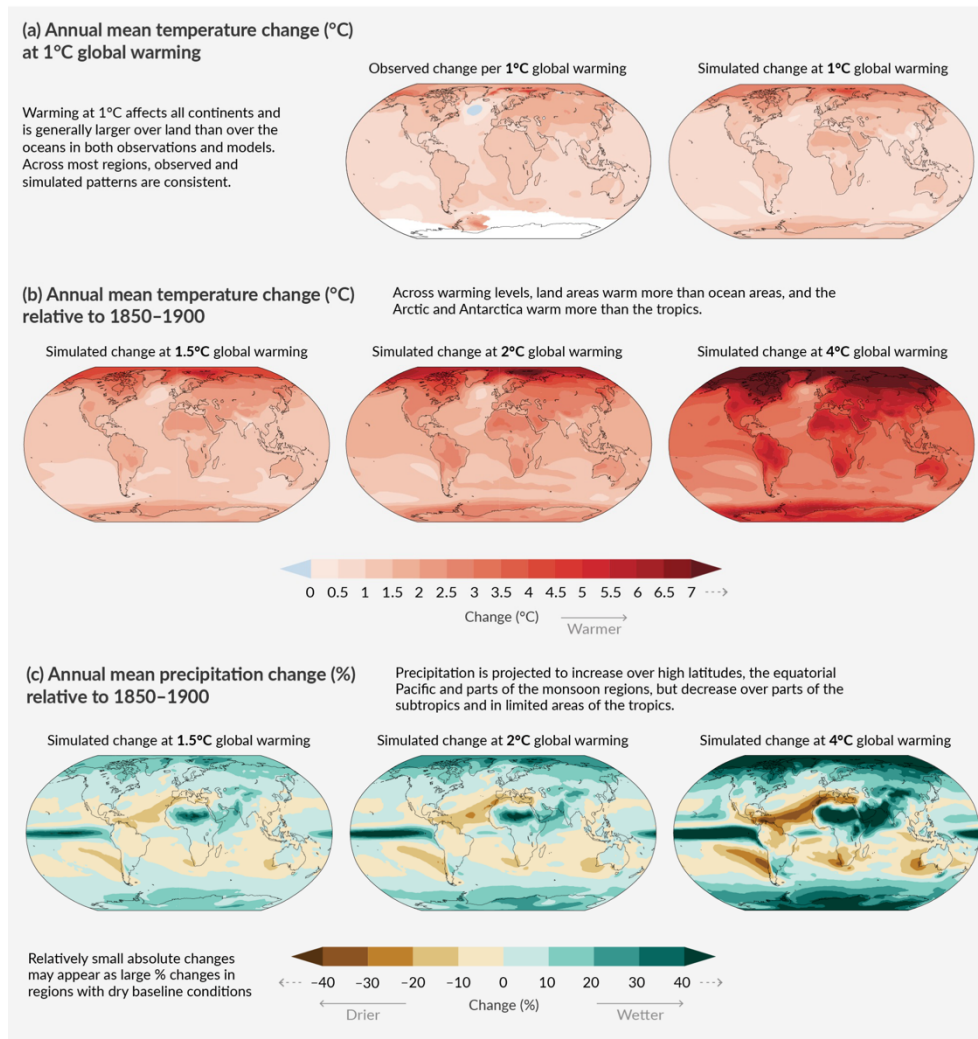 (a) Annual mean temperature change (°C)
at 1°C global warming
Warming at 1°C affects all continents and
is generally larger over land than over the
oceans in both observations and models.
Across most regions, observed and
simulated patterns are consistent.
Observed change per 1°C global warming
Simulated change at 1°C global warming
(b) Annual mean temperature change (°C)
relative to 1850–1900
Across warming levels, land areas warm more than ocean areas, and the
Arctic and Antarctica warm more than the tropics.
Simulated change at 1.5°C global warming
Simulated change at 2°C global warming
Simulated change at 4°C global warming
0 0.5 1 1.5 2 2.5 3 3.5 4 4.5 5 5.5 6 6.5 7
Change (°C)
Warmer
(c) Annual mean precipitation change (%)
relative to 1850–1900
Precipitation is projected to increase over high latitudes, the equatorial
Pacific and parts of the monsoon regions, but decrease over parts of the
subtropics and in limited areas of the tropics.
Simulated change at 1.5°C global warming
Simulated change at 2°C global warming
Simulated change at 4°C global warming
Relatively small absolute changes
may appear as large % changes in
regions with dry baseline conditions
–40 –30 –20 –10 0 10 20 30 40
Change (%)
Drier
Wetter